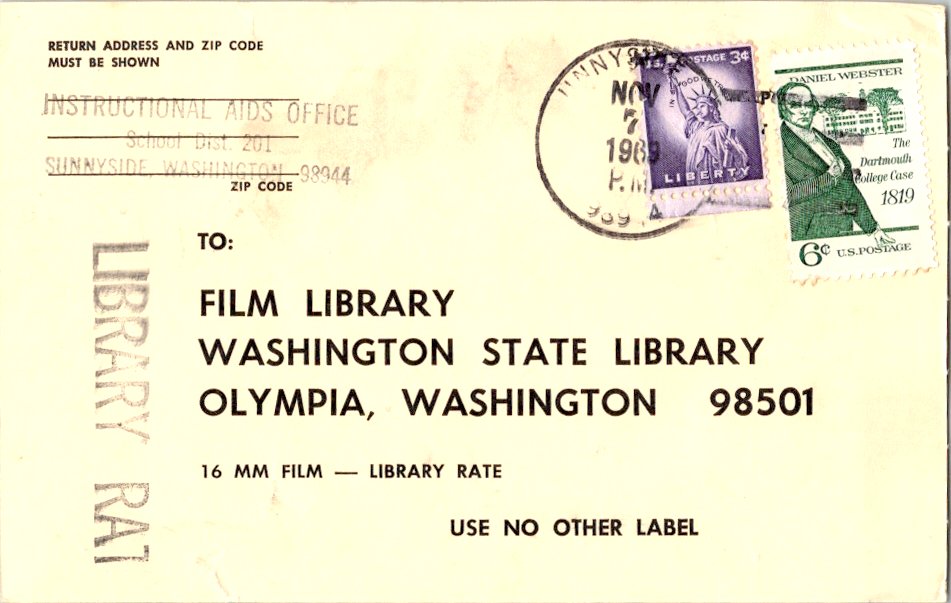 RETURN ADDRESS AND ZIP CODE
MUST BE SHOWN
INSTRUCTIONAL AIDS OFFICE
School Dist. 201
SUNNYSIDE, WASHINGTON 98944
ZIP CODE
NOV
7
1969
P.M.
POSTAGE 3¢
LIBERTY
DANIEL WEBSTER
The
Dartmouth
College Case
1819
6¢ U.S. POSTAGE
TO:
FILM LIBRARY
WASHINGTON STATE LIBRARY
OLYMPIA, WASHINGTON 98501
16 MM FILM — LIBRARY RATE
USE NO OTHER LABEL
LIBRARY RAT